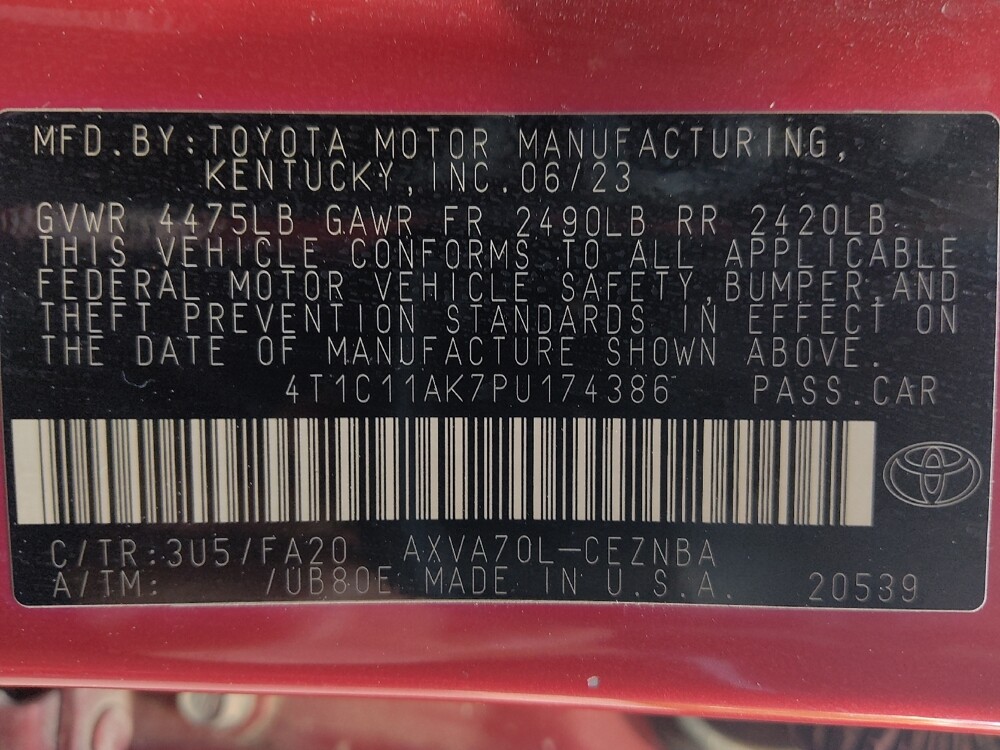 MFD.BY:TOYOTA MOTOR MANUFACTURING,
KENTUCKY,INC.06/23
GVWR 4475LB GAWR FR 2490LB RR 2420LB
THIS VEHICLE CONFORMS TO ALL APPLICABLE
FEDERAL MOTOR VEHICLE SAFETY,BUMPER,AND
THEFT PREVENTION STANDARDS IN EFFECT ON
THE DATE OF MANUFACTURE SHOWN ABOVE.
4T1C11AK7PU174386 PASS.CAR
C/TR:3U5/FA20 AXVA70L-CEZNBA
A/TM: /UB80E MADE IN U.S.A. 20539